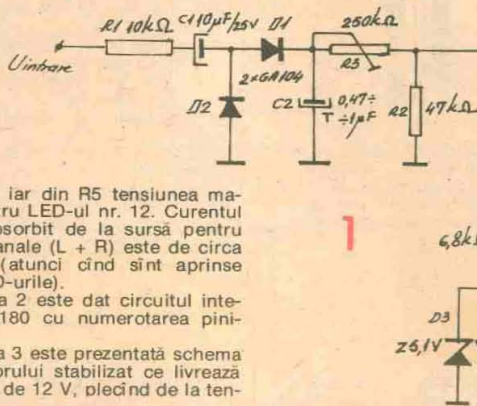 R1 10kΩ
C1 10µF/25V
D1
250kΩ
R3
Uintrare
2×GA104
D2
C2
0,47÷
÷1µF
R2
47kΩ
iar din R5 tensiunea ma-
tru LED-ul nr. 12. Curentul
bsorbit de la sursă pentru
anale (L + R) este de circa
(atunci cînd sînt aprinse
D-urile).
a 2 este dat circuitul inte-
180 cu numerotarea pini-
a 3 este prezentată schema
orului stabilizat ce livrează
de 12 V, plecînd de la ten-
1
6,8k
D3
Z5,1V